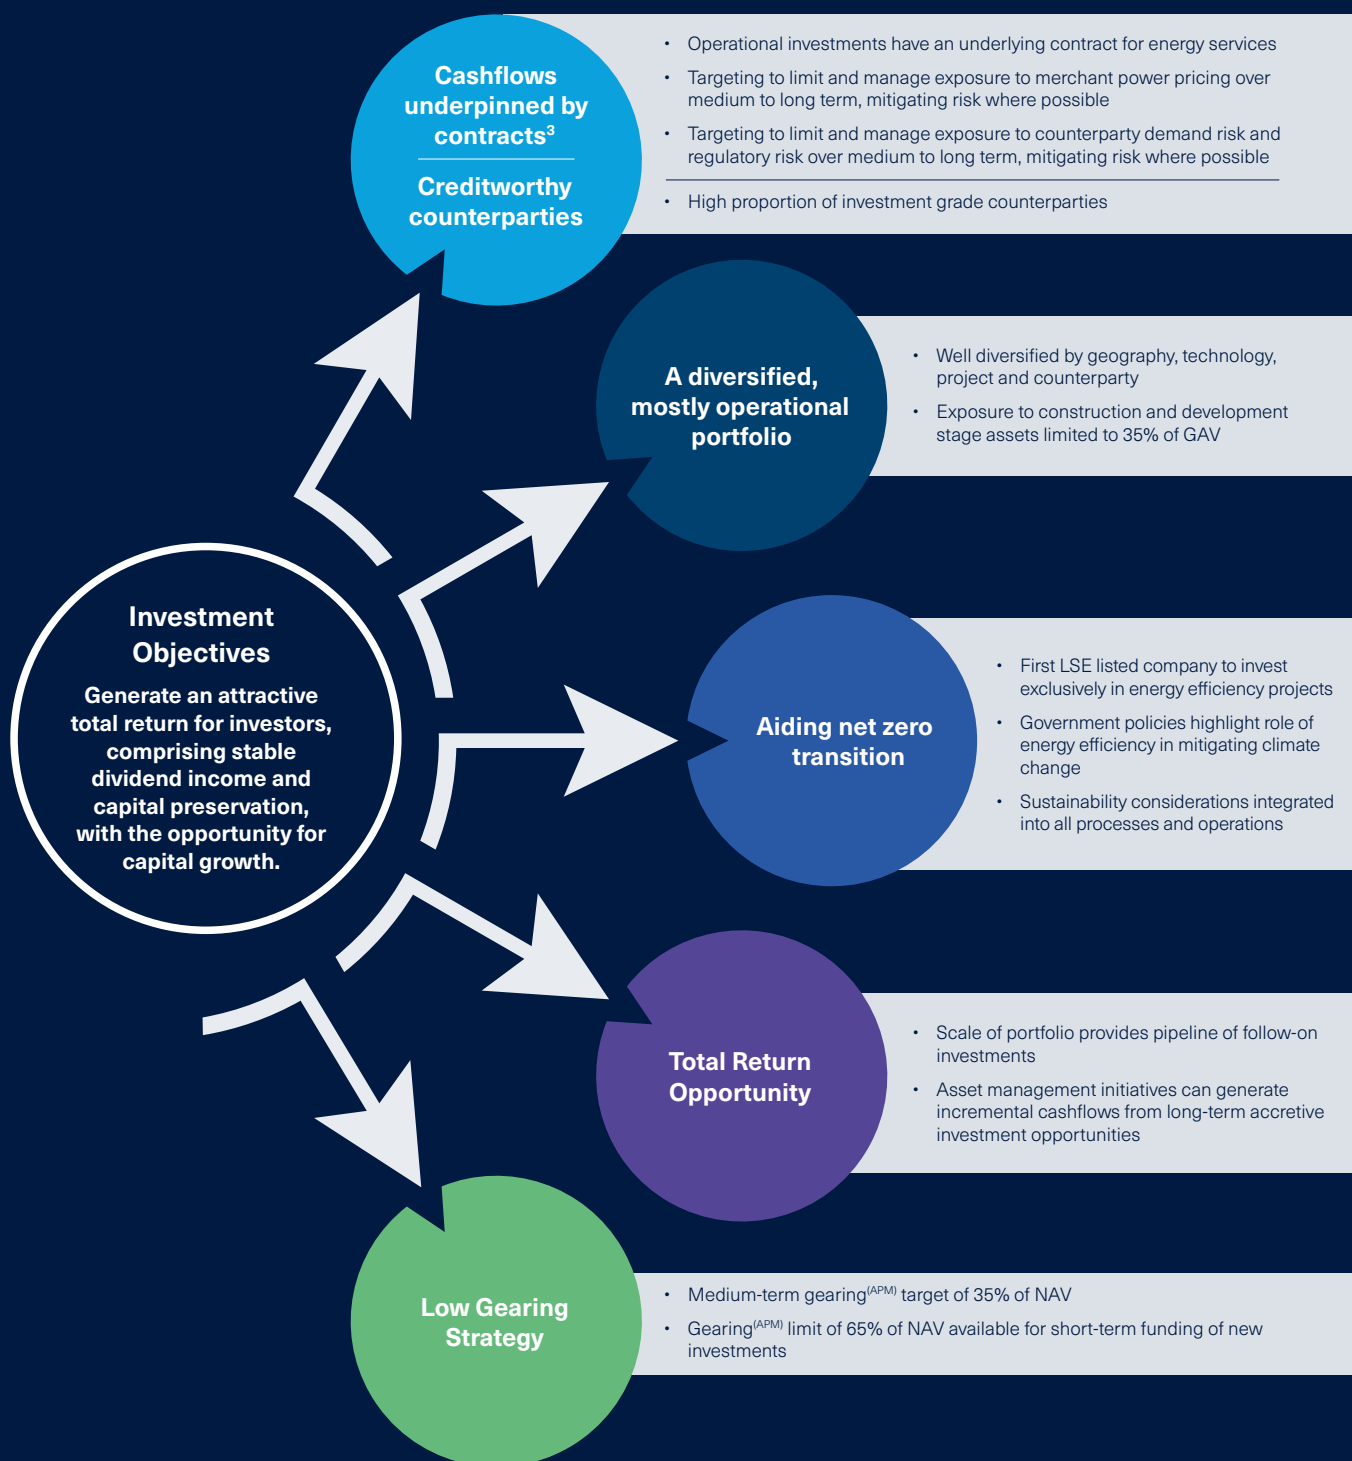 Cashflows
underpinned by
contracts³
Creditworthy
counterparties
• Operational investments have an underlying contract for energy services
• Targeting to limit and manage exposure to merchant power pricing over
medium to long term, mitigating risk where possible
• Targeting to limit and manage exposure to counterparty demand risk and
regulatory risk over medium to long term, mitigating risk where possible
• High proportion of investment grade counterparties
A diversified,
mostly operational
portfolio
• Well diversified by geography, technology,
project and counterparty
• Exposure to construction and development
stage assets limited to 35% of GAV
Investment
Objectives
Generate an attractive
total return for investors,
comprising stable
dividend income and
capital preservation,
with the opportunity for
capital growth.
Aiding net zero
transition
• First LSE listed company to invest
exclusively in energy efficiency projects
• Government policies highlight role of
energy efficiency in mitigating climate
change
• Sustainability considerations integrated
into all processes and operations
Total Return
Opportunity
• Scale of portfolio provides pipeline of follow-on
investments
• Asset management initiatives can generate
incremental cashflows from long-term accretive
investment opportunities
Low Gearing
Strategy
• Medium-term gearing(APM) target of 35% of NAV
• Gearing(APM) limit of 65% of NAV available for short-term funding of new
investments